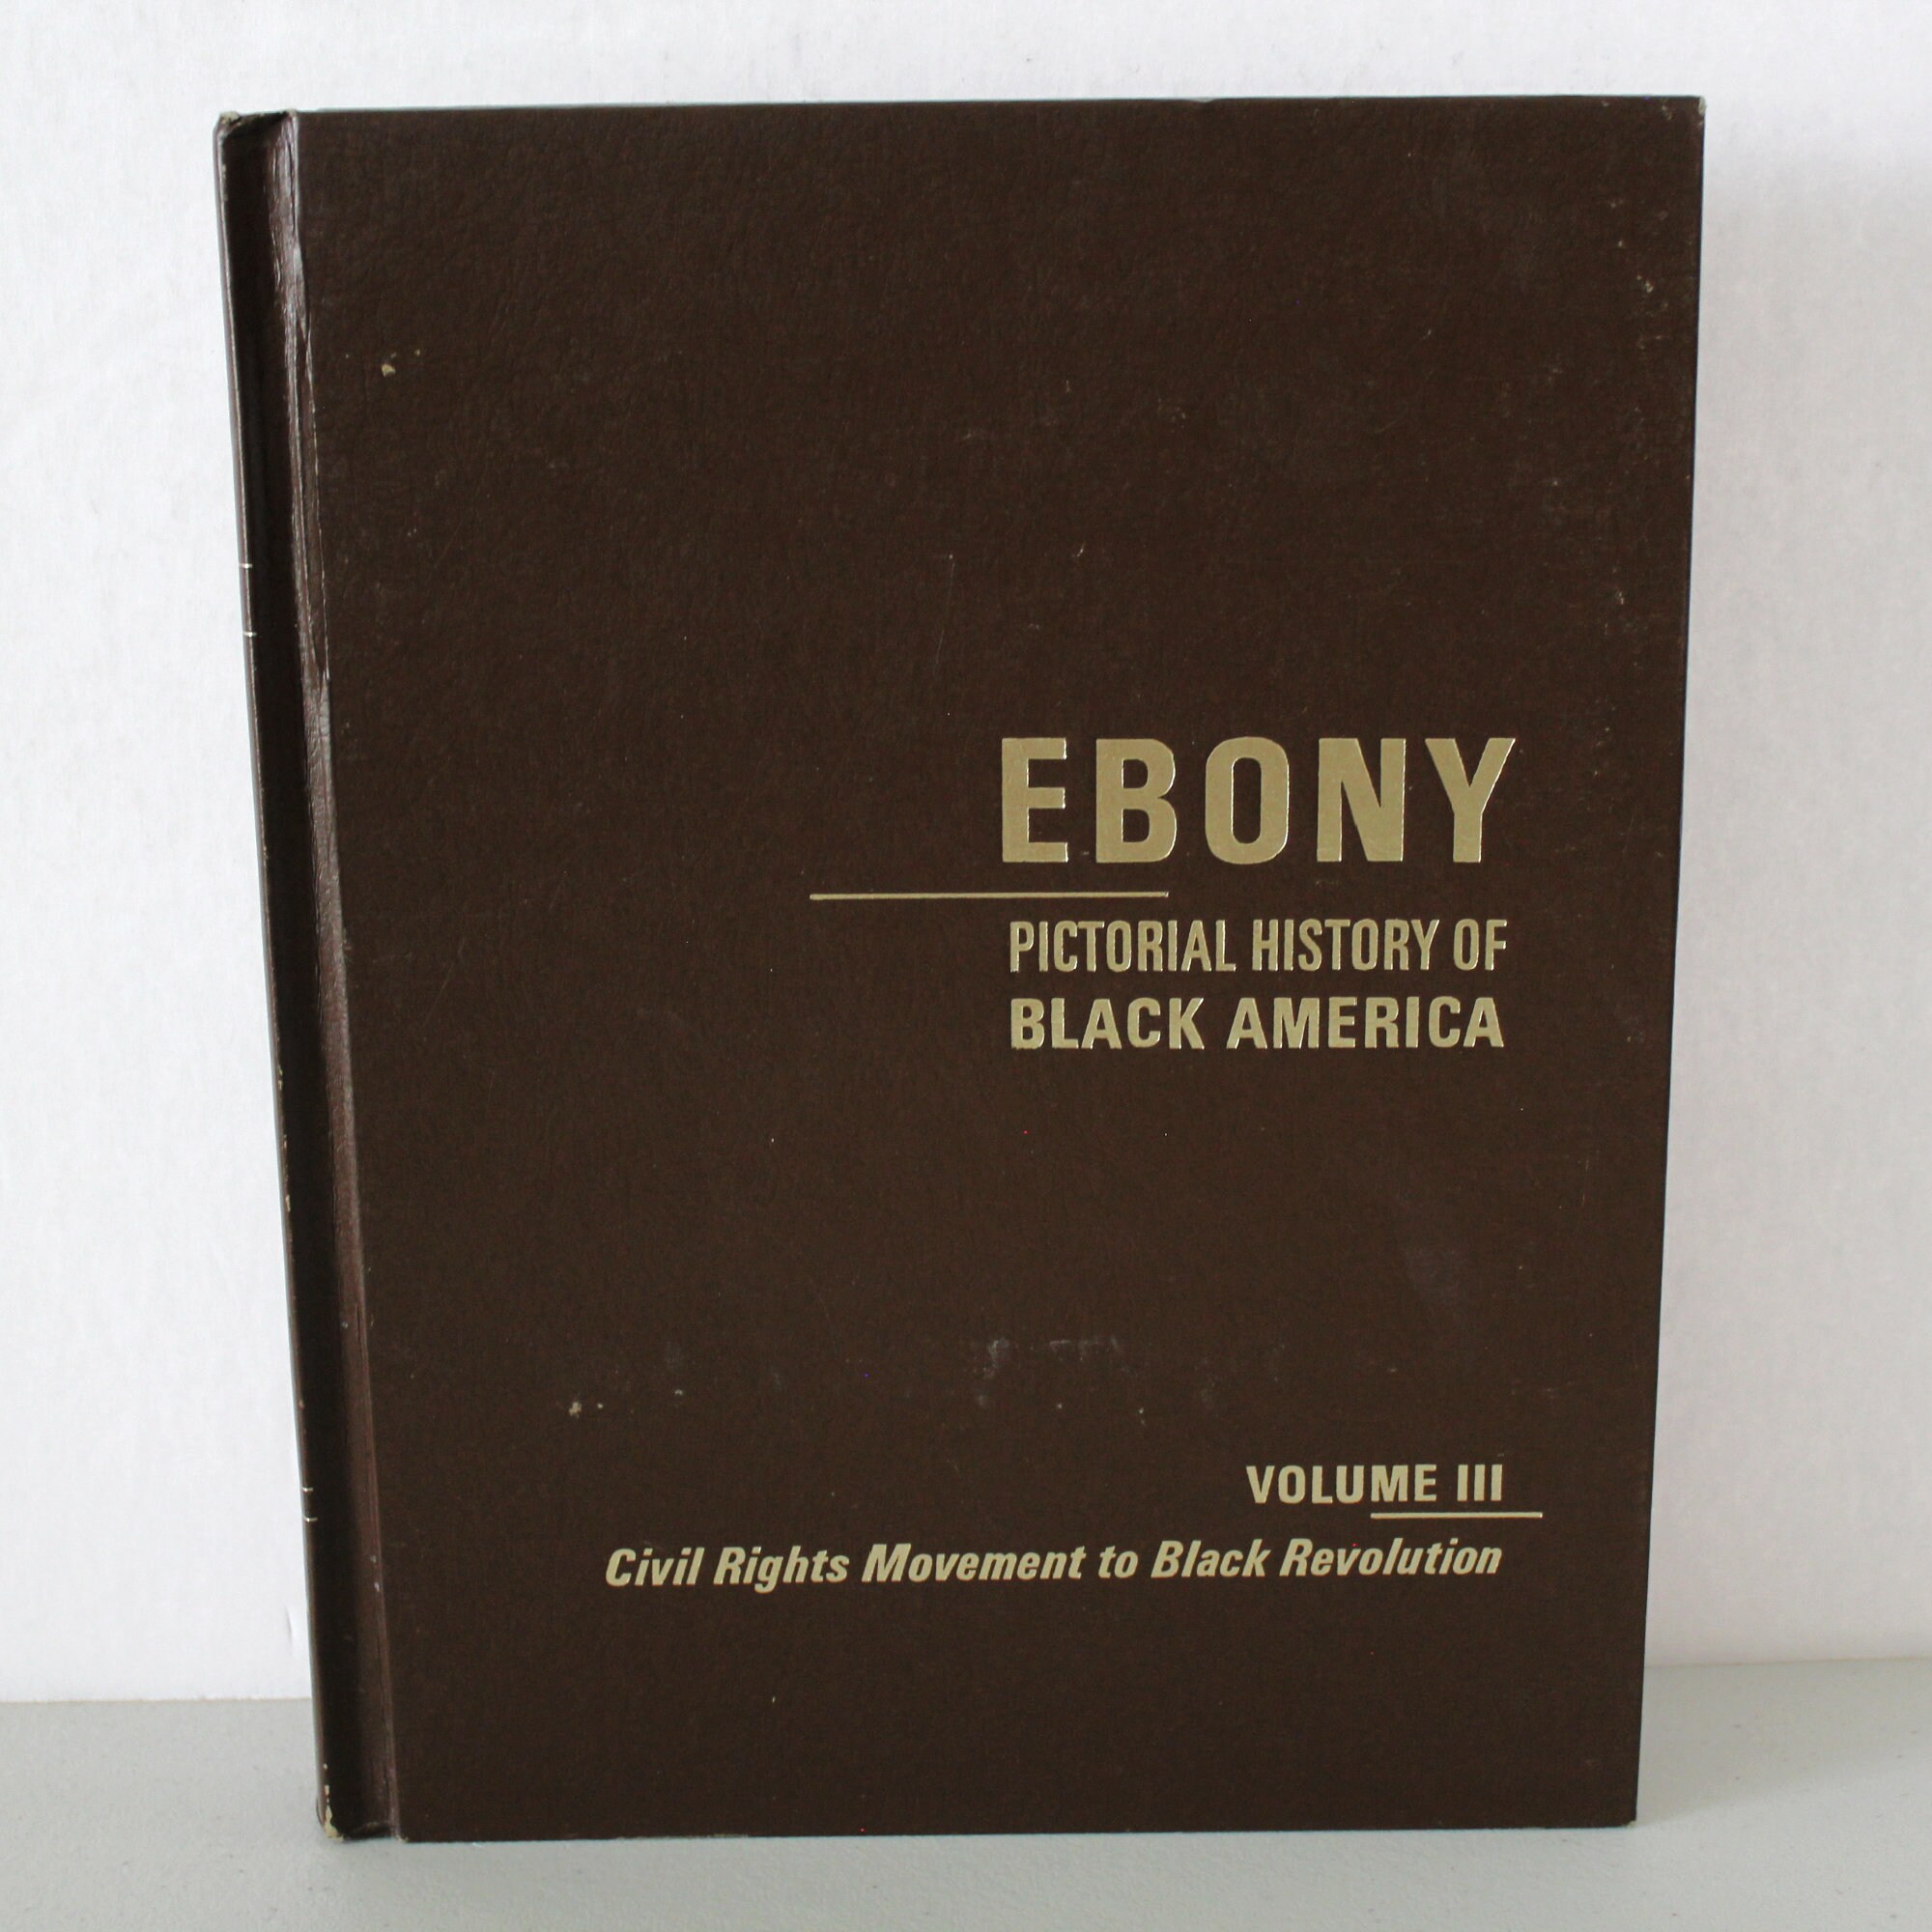 EBONY
PICTORIAL HISTORY OF
BLACK AMERICA
VOLUME III
Civil Rights Movement to Black Revolution